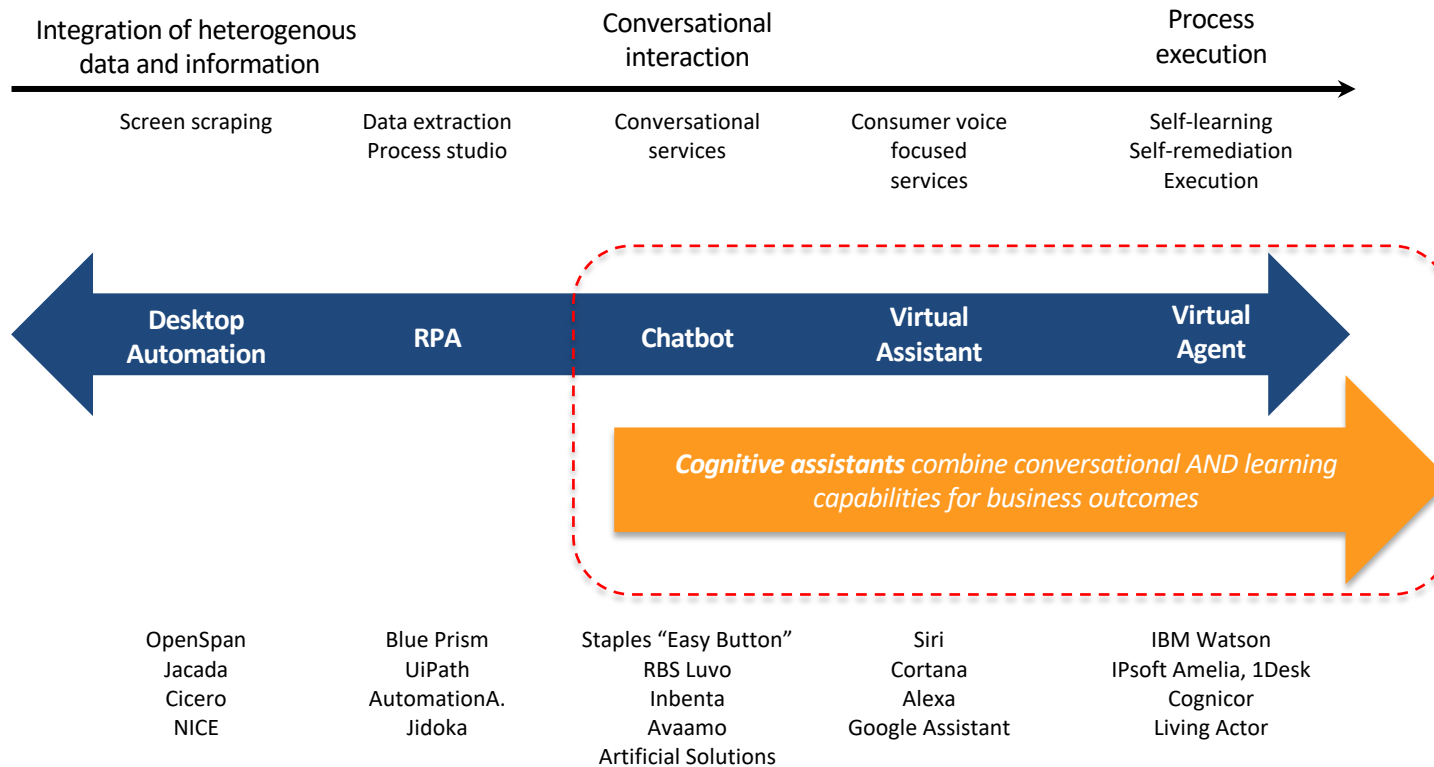 Integration of heterogenous
data and information
Conversational
interaction
Process
execution
Screen scraping
Data extraction
Process studio
Conversational
services
Consumer voice
focused
services
Self-learning
Self-remediation
Execution
Desktop
Automation
RPA
Chatbot
Virtual
Assistant
Virtual
Agent
Cognitive assistants combine conversational AND learning
capabilities for business outcomes
OpenSpan
Jacada
Cicero
NICE
Blue Prism
UiPath
AutomationA.
Jidoka
Staples “Easy Button”
RBS Luvo
Inbenta
Avaamo
Artificial Solutions
Siri
Cortana
Alexa
Google Assistant
IBM Watson
IPsoft Amelia, 1Desk
Cognicor
Living Actor